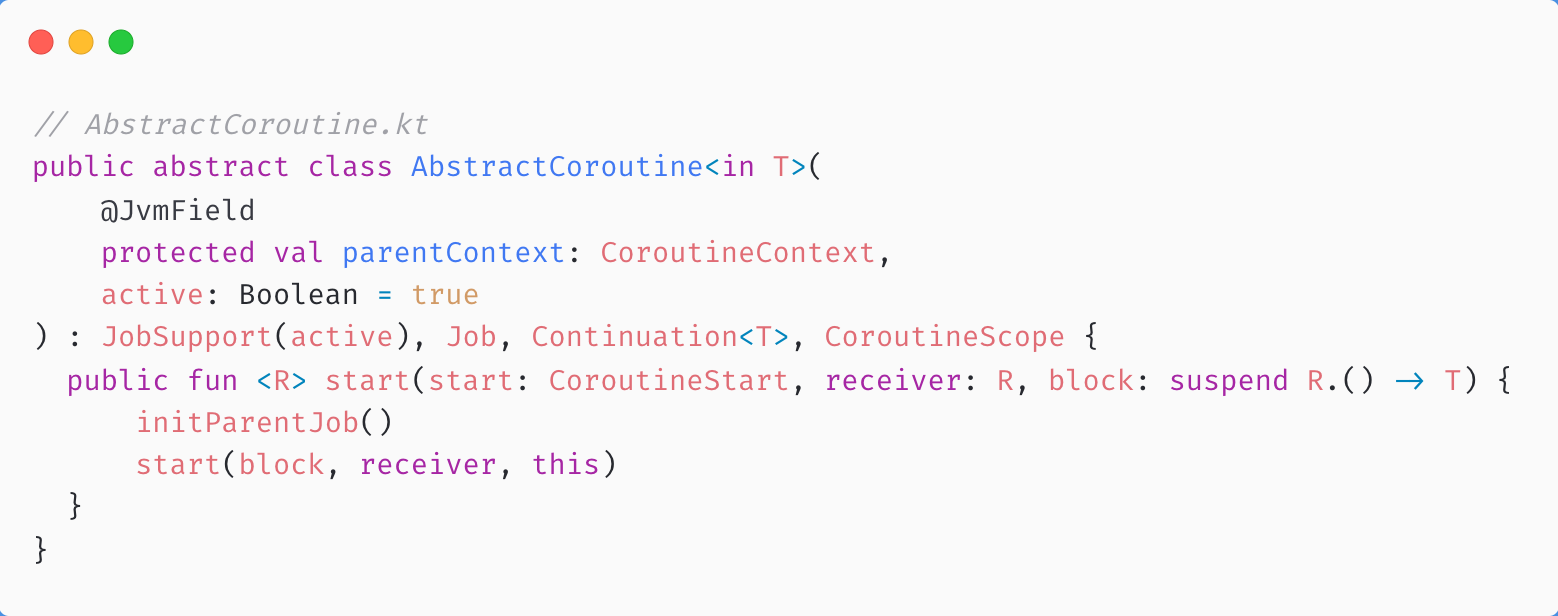 // AbstractCoroutine.kt
public abstract class AbstractCoroutine<in T>(
    @JvmField
    protected val parentContext: CoroutineContext,
    active: Boolean = true
) : JobSupport(active), Job, Continuation<T>, CoroutineScope {
  public fun <R> start(start: CoroutineStart, receiver: R, block: suspend R.() -> T) {
      initParentJob()
      start(block, receiver, this)
  }
}